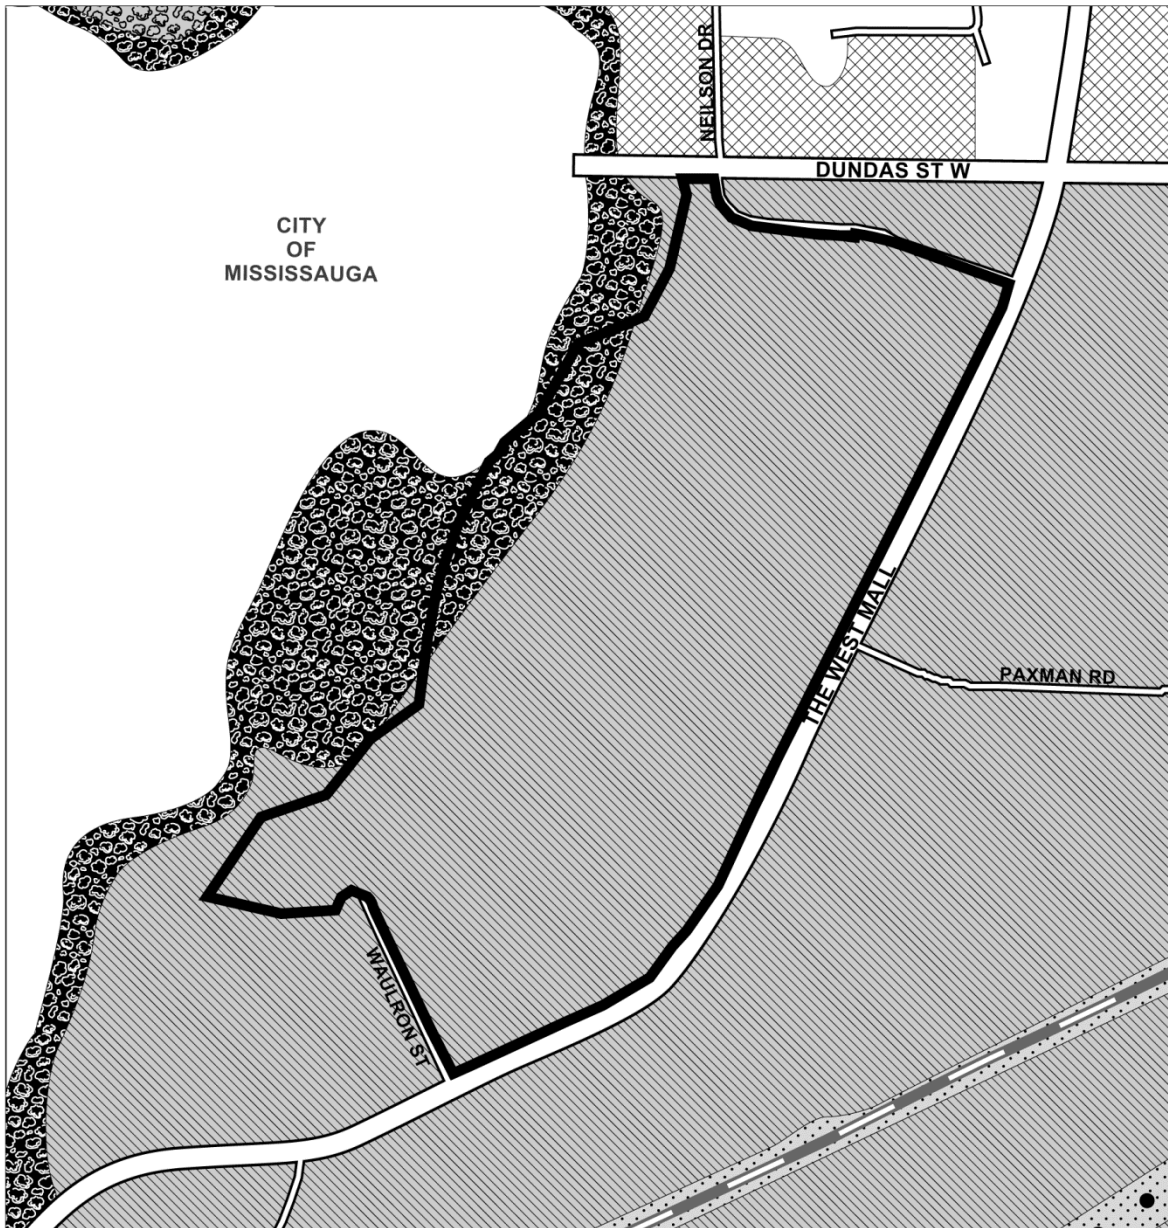 NEILSON DR
DUNDAS ST W
CITY
OF
MISSISSAUGA
THE WEST MALL
PAXMAN RD
WAULRON ST